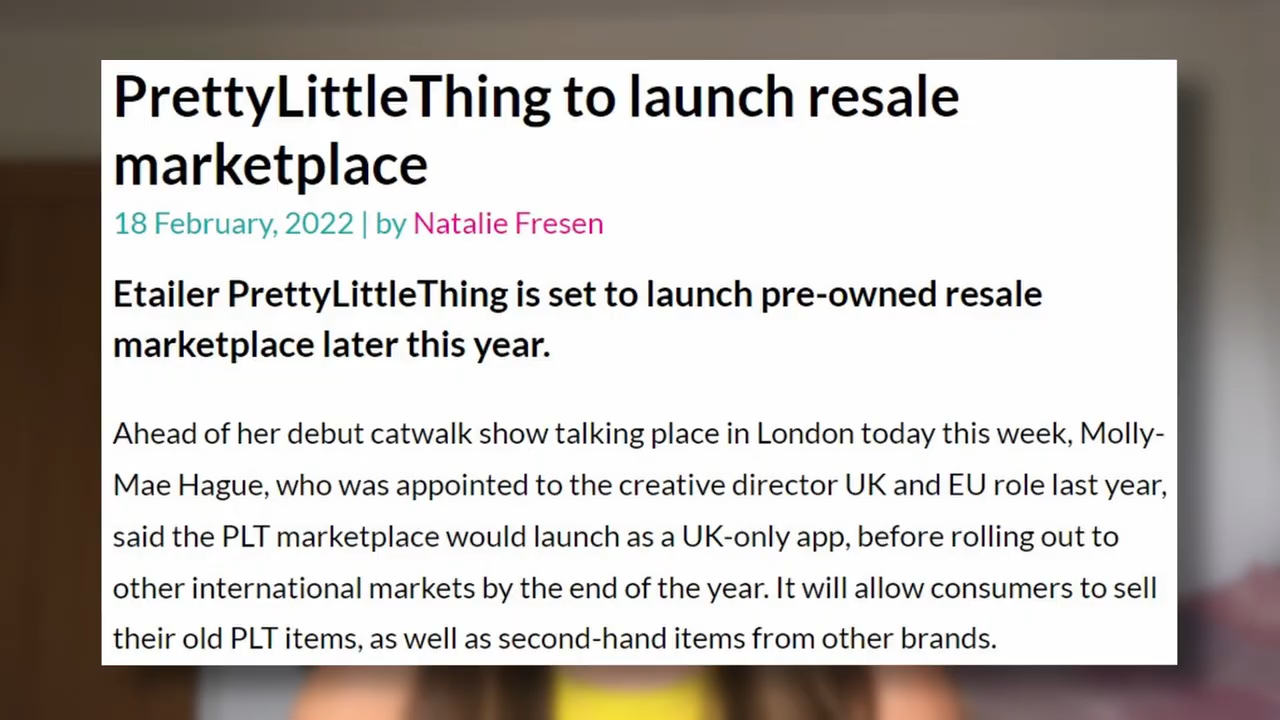 PrettyLittleThing to launch resale
marketplace
18 February, 2022 | by Natalie Fresen
Etailer PrettyLittleThing is set to launch pre-owned resale
marketplace later this year.
Ahead of her debut catwalk show talking place in London today this week, Molly-
Mae Hague, who was appointed to the creative director UK and EU role last year,
said the PLT marketplace would launch as a UK-only app, before rolling out to
other international markets by the end of the year. It will allow consumers to sell
their old PLT items, as well as second-hand items from other brands.